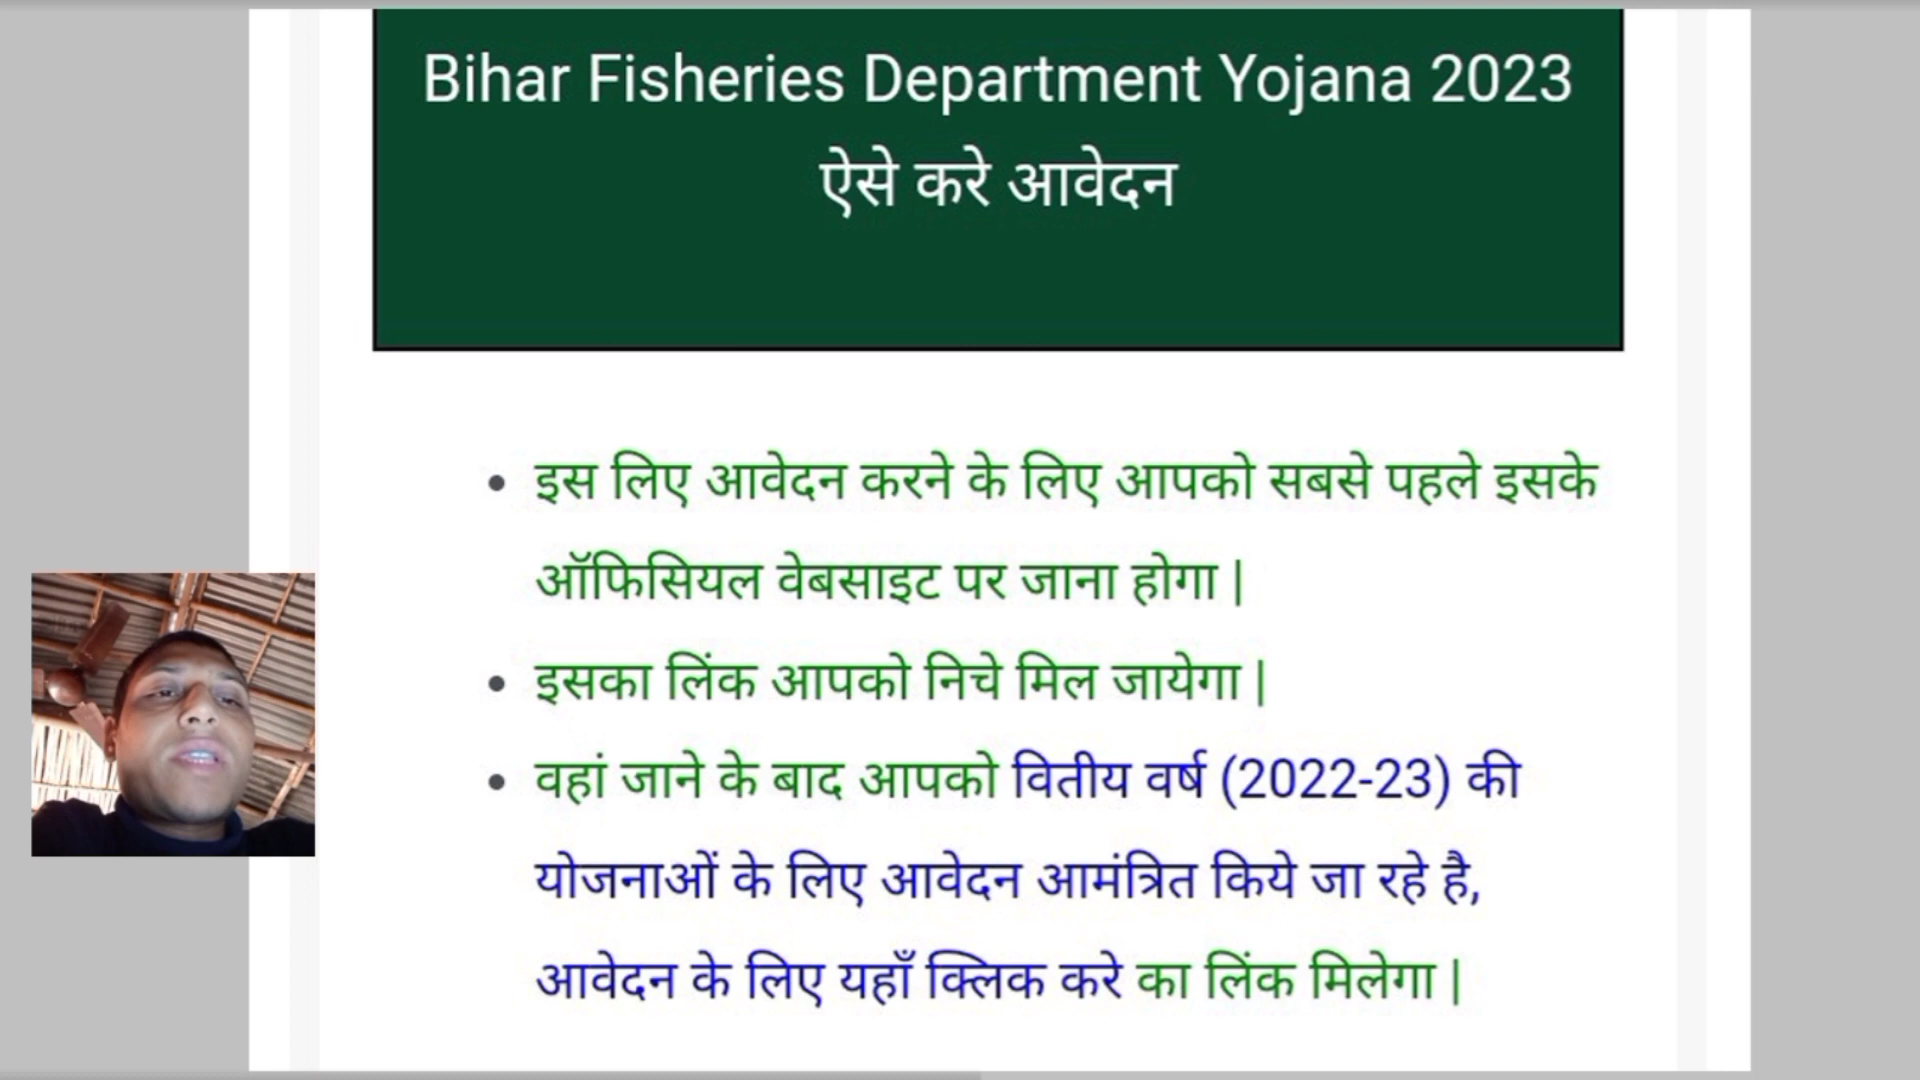 Bihar Fisheries Department Yojana 2023
ऐसे करे आवेदन
• इस लिए आवेदन करने के लिए आपको सबसे पहले इसके
ऑफिसियल वेबसाइट पर जाना होगा |
• इसका लिंक आपको निचे मिल जायेगा |
• वहां जाने के बाद आपको वितीय वर्ष (2022-23) की
योजनाओं के लिए आवेदन आमंत्रित किये जा रहे है,
आवेदन के लिए यहाँ क्लिक करे का लिंक मिलेगा |